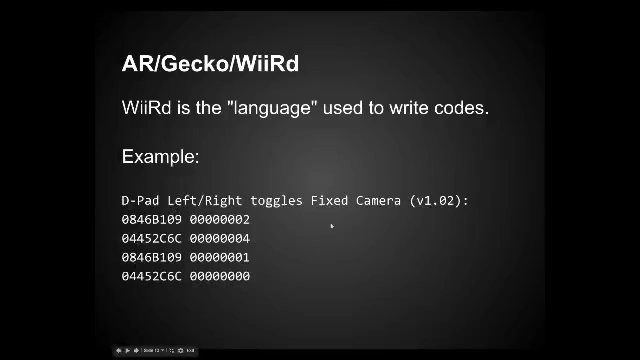 AR/Gecko/WiiRd
WiiRd is the "language" used to write codes.
Example:
D-Pad Left/Right toggles Fixed Camera (v1.02):
0846B109 00000002
04452C6C 00000004
0846B109 00000001
04452C6C 00000000